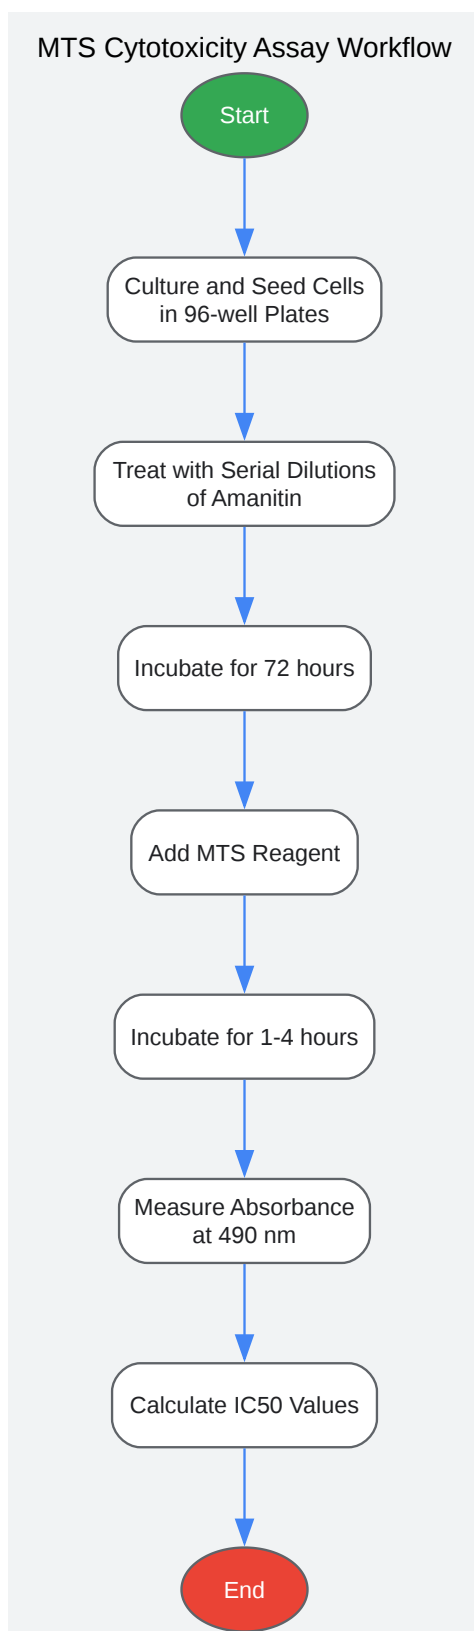 MTS Cytotoxicity Assay Workflow
Start
Culture and Seed Cells
in 96-well Plates
Treat with Serial Dilutions
of Amanitin
Incubate for 72 hours
Add MTS Reagent
Incubate for 1-4 hours
Measure Absorbance
at 490 nm
Calculate IC50 Values
End